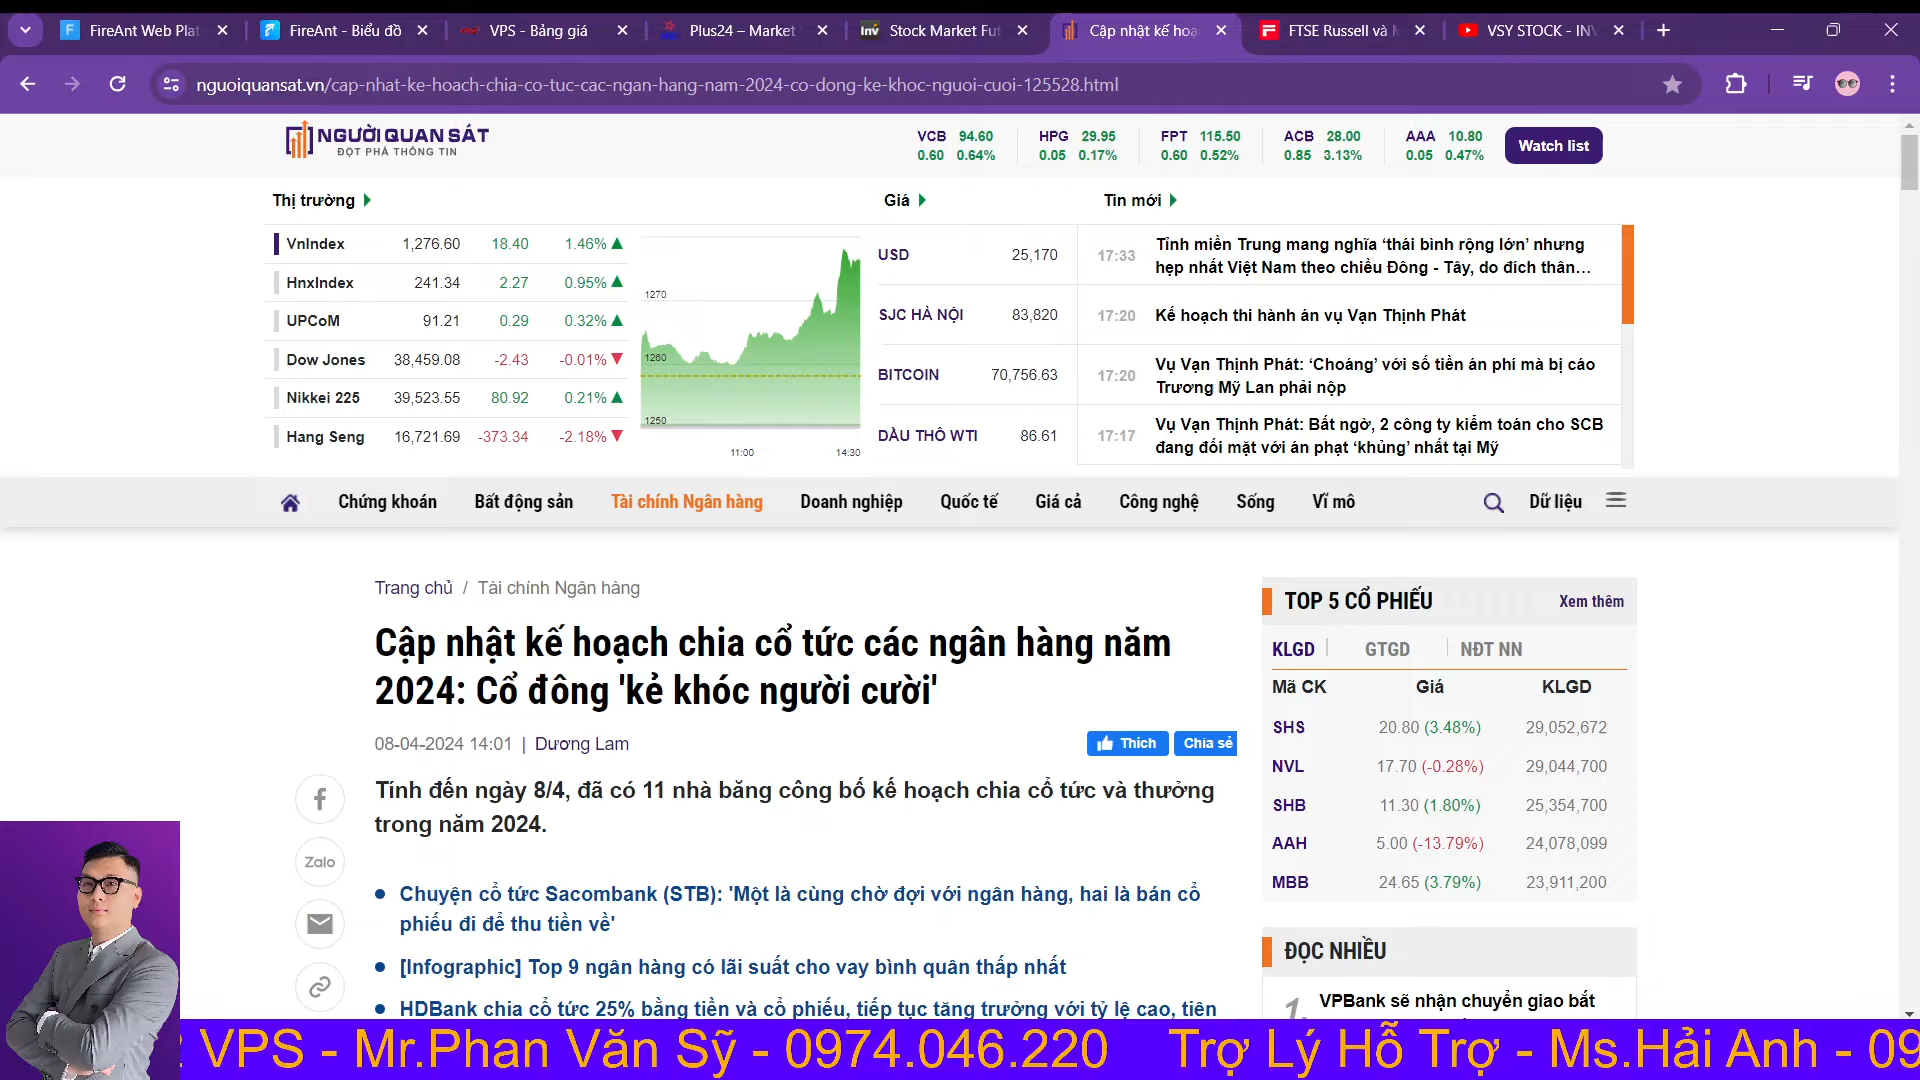 FireAnt Web Plat
FireAnt - Biểu đồ
VPS - Bảng giá
Plus24 – Market
Stock Market Fut
Cập nhật kế hoạ
FTSE Russell và M
VSY STOCK - INV
nguoiquansat.vn/cap-nhat-ke-hoach-chia-co-tuc-cac-ngan-hang-nam-2024-co-dong-ke-khoc-nguoi-cuoi-125528.html
NGƯỜI QUAN SÁT
ĐỘT PHÁ THÔNG TIN
VCB 94.60
0.60 0.64%
HPG 29.95
0.05 0.17%
FPT 115.50
0.60 0.52%
ACB 28.00
0.85 3.13%
AAA 10.80
0.05 0.47%
Watch list
Thị trường
VnIndex 1,276.60 18.40 1.46%
HnxIndex 241.34 2.27 0.95%
UPCoM 91.21 0.29 0.32%
Dow Jones 38,459.08 -2.43 -0.01%
Nikkei 225 39,523.55 80.92 0.21%
Hang Seng 16,721.69 -373.34 -2.18%
1270
1260
1250
11:00 14:30
Giá
USD 25,170
SJC HÀ NỘI 83,820
BITCOIN 70,756.63
DẦU THÔ WTI 86.61
Tin mới
17:33 Tỉnh miền Trung mang nghĩa ‘thái bình rộng lớn’ nhưng
hẹp nhất Việt Nam theo chiều Đông - Tây, do đích thân...
17:20 Kế hoạch thi hành án vụ Vạn Thịnh Phát
17:20 Vụ Vạn Thịnh Phát: ‘Choáng’ với số tiền án phí mà bị cáo
Trương Mỹ Lan phải nộp
17:17 Vụ Vạn Thịnh Phát: Bất ngờ, 2 công ty kiểm toán cho SCB
đang đối mặt với án phạt ‘khủng’ nhất tại Mỹ
Chứng khoán Bất động sản Tài chính Ngân hàng Doanh nghiệp Quốc tế Giá cả Công nghệ Sống Vĩ mô Dữ liệu
Trang chủ / Tài chính Ngân hàng
Cập nhật kế hoạch chia cổ tức các ngân hàng năm
2024: Cổ đông 'kẻ khóc người cười'
08-04-2024 14:01 | Dương Lam
Thích Chia sẻ
Tính đến ngày 8/4, đã có 11 nhà băng công bố kế hoạch chia cổ tức và thưởng
trong năm 2024.
Zalo
Chuyện cổ tức Sacombank (STB): 'Một là cùng chờ đợi với ngân hàng, hai là bán cổ
phiếu đi để thu tiền về'
[Infographic] Top 9 ngân hàng có lãi suất cho vay bình quân thấp nhất
HDBank chia cổ tức 25% bằng tiền và cổ phiếu, tiếp tục tăng trưởng với tỷ lệ cao, tiên
TOP 5 CỔ PHIẾU Xem thêm
KLGD GTGD NĐT NN
Mã CK Giá KLGD
SHS 20.80 (3.48%) 29,052,672
NVL 17.70 (-0.28%) 29,044,700
SHB 11.30 (1.80%) 25,354,700
AAH 5.00 (-13.79%) 24,078,099
MBB 24.65 (3.79%) 23,911,200
ĐỌC NHIỀU
1. VPBank sẽ nhận chuyển giao bắt
VPS - Mr.Phan Văn Sỹ - 0974.046.220 Trợ Lý Hỗ Trợ - Ms.Hải Anh - 09